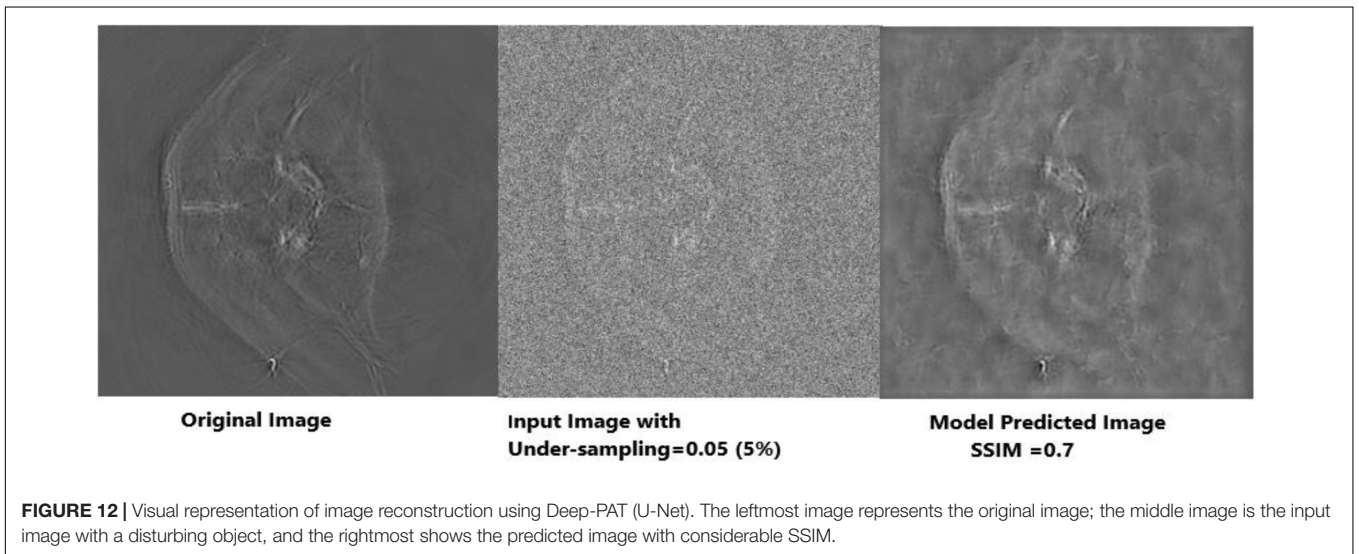 Original Image
Input Image with
Under-sampling=0.05 (5%)
Model Predicted Image
SSIM =0.7
FIGURE 12 | Visual representation of image reconstruction using Deep-PAT (U-Net). The leftmost image represents the original image; the middle image is the input
image with a disturbing object, and the rightmost shows the predicted image with considerable SSIM.